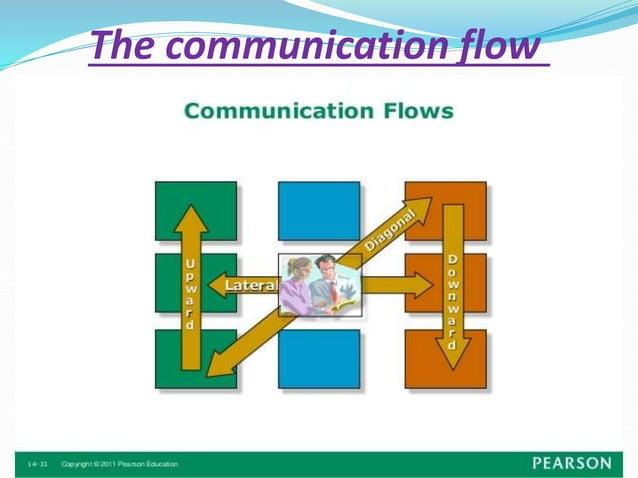 The communication flow
Communication Flows
Upward
Lateral
Diagonal
Downward
14-31 Copyright © 2011 Pearson Education
PEARSON